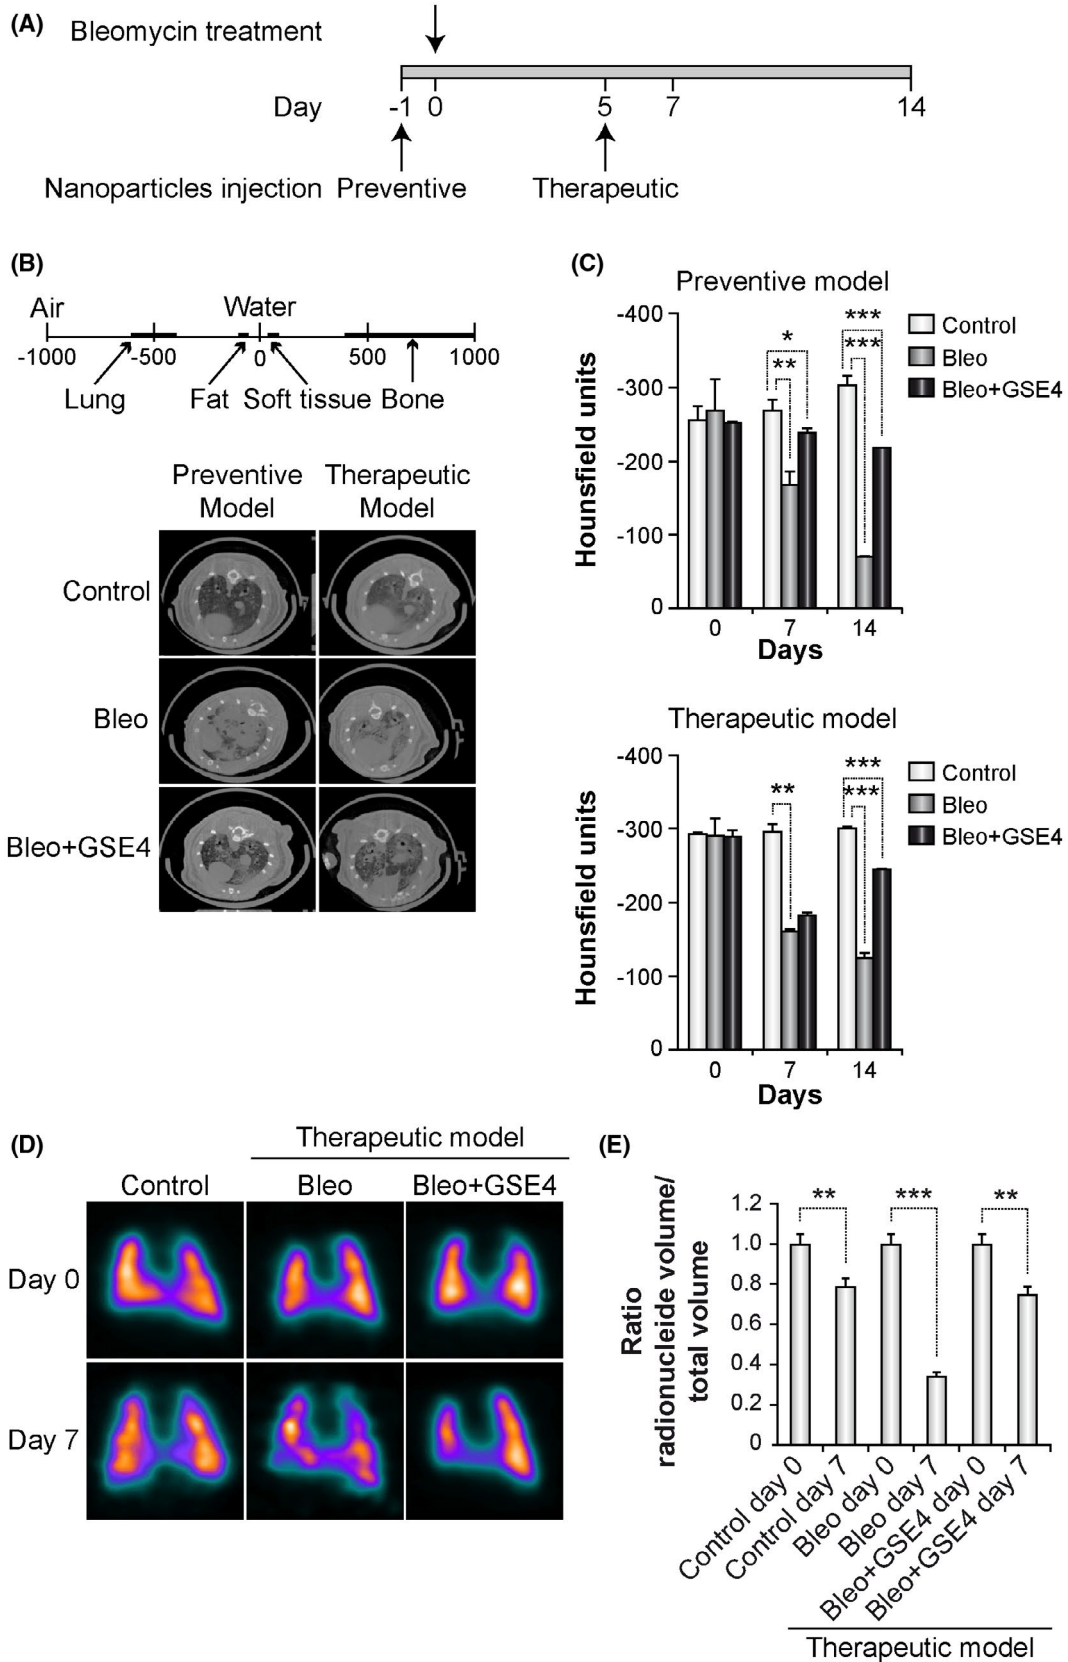 (A)
Bleomycin treatment
Day
-1 0 5 7 14
Nanoparticles injection Preventive Therapeutic
(B)
Air Water
-1000 -500 0 500 1000
Lung Fat Soft tissue Bone
Preventive Model
Therapeutic Model
Control
Bleo
Bleo+GSE4
(C)
Preventive model
Hounsfield units
-400
-300
-200
-100
0
* **
*** ***
Control
Bleo
Bleo+GSE4
0 7 14
Days
Therapeutic model
Hounsfield units
-400
-300
-200
-100
0
**
*** ***
Control
Bleo
Bleo+GSE4
0 7 14
Days
(D)
Therapeutic model
Control Bleo Bleo+GSE4
Day 0
Day 7
(E)
Ratio
radionucleide volume/
total volume
1.2
1.0
0.8
0.6
0.4
0.2
0
** *** **
Control day 0
Control day 7
Bleo day 0
Bleo day 7
Bleo+GSE4 day 0
Bleo+GSE4 day 7
Therapeutic model